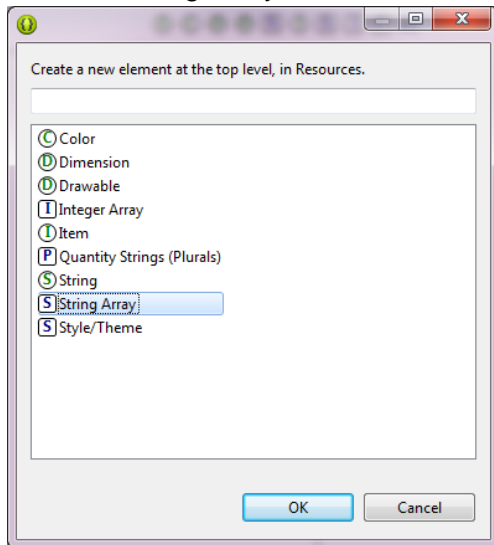 Create a new element at the top level, in Resources.
C Color
D Dimension
D Drawable
I Integer Array
I Item
P Quantity Strings (Plurals)
S String
S String Array
S Style/Theme
OK Cancel